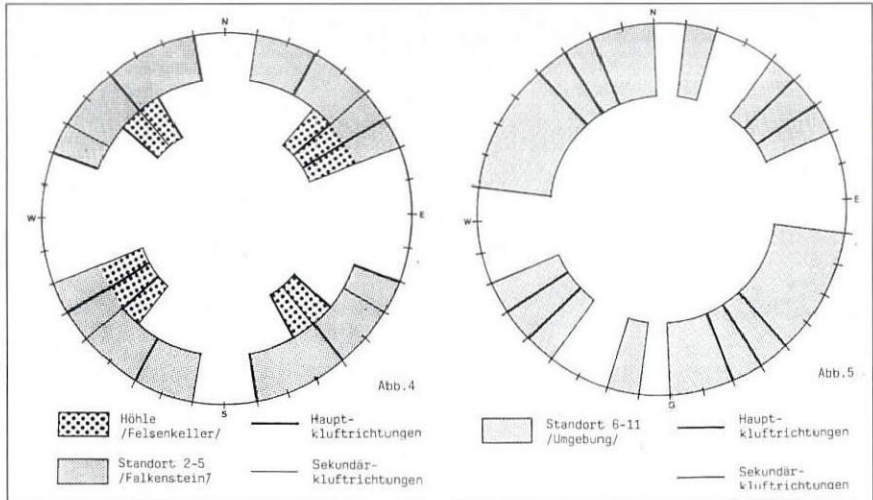 N
W
E
S
Abb.4
Höhle
/Felsenkeller/
Standort 2-5
/Falkenstein7
Haupt-
kluftrichtungen
Sekundär-
kluftrichtungen
N
W
E
G
Abb.5
Standort 6-11
/Umgebung/
Haupt-
kluftrichtungen
Sekundär-
kluftrichtungen